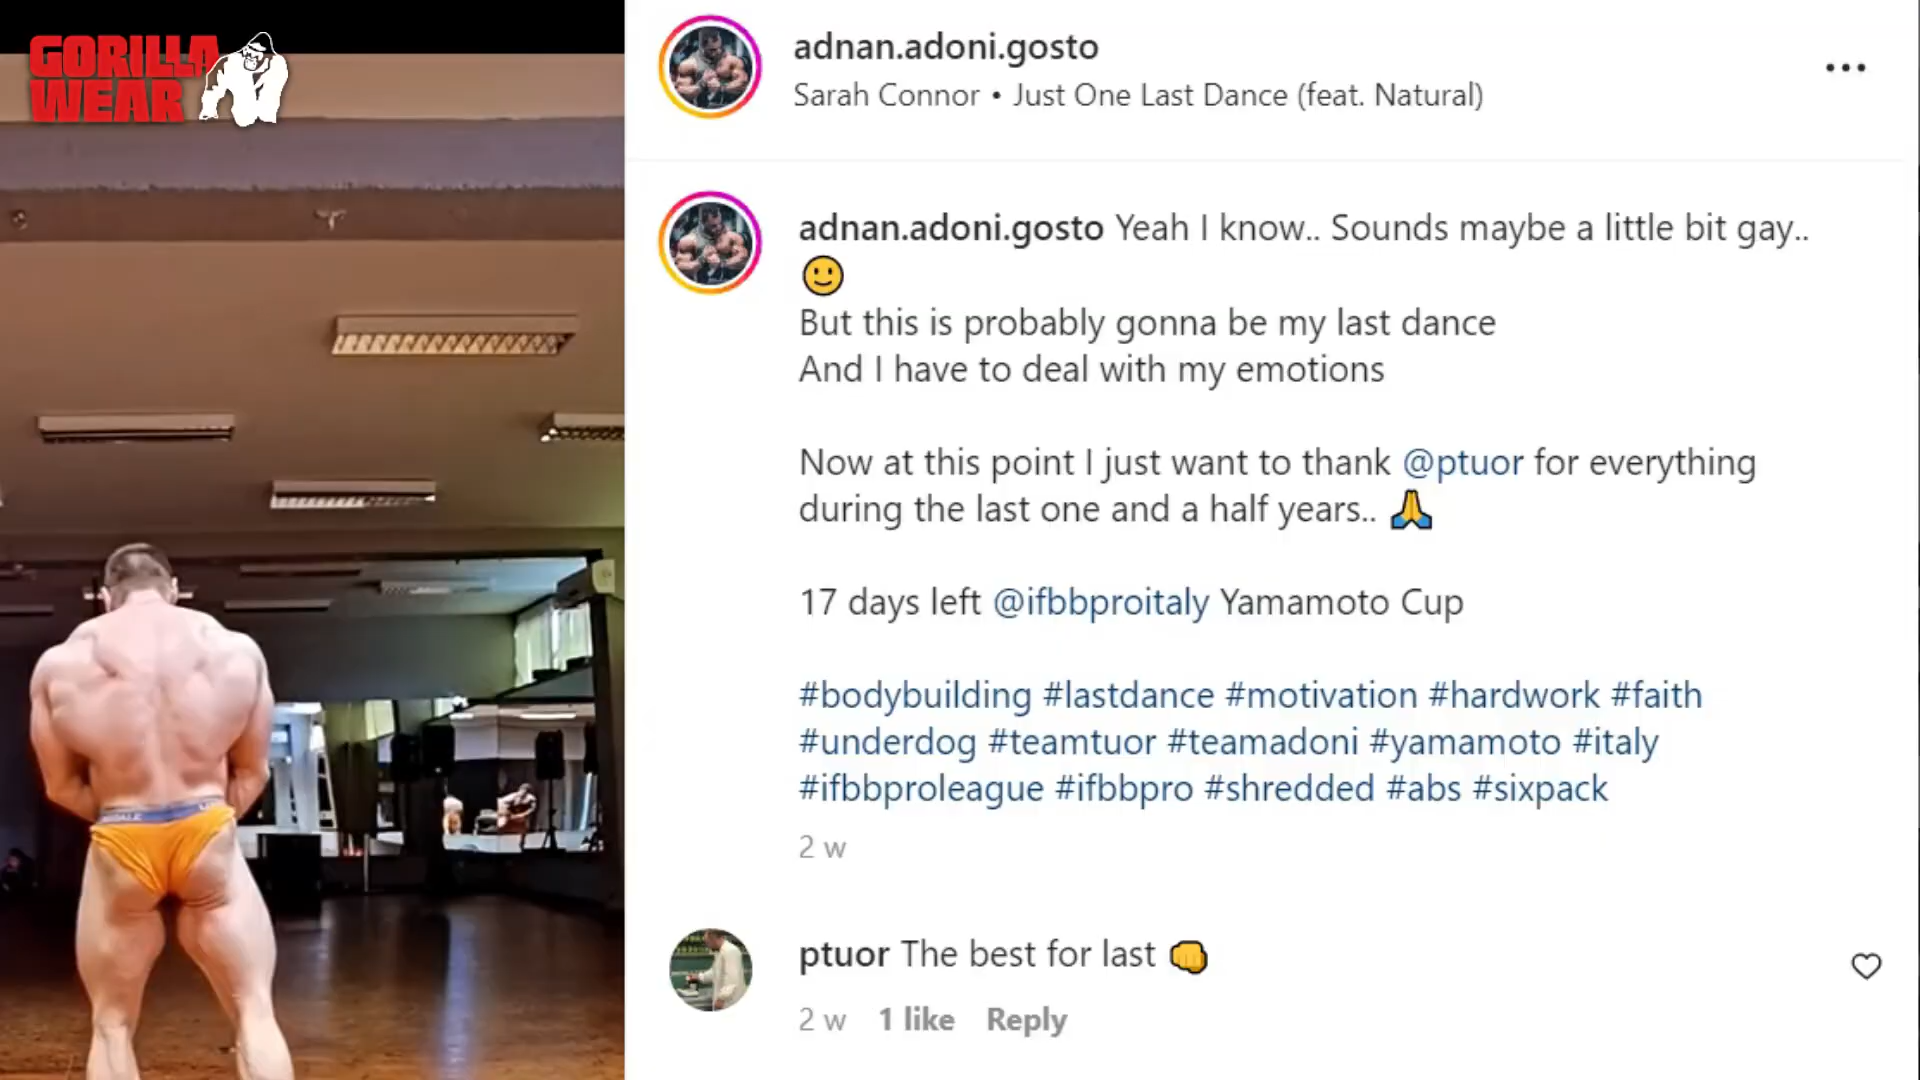 GORILLA
WEAR
adnan.adoni.gosto
Sarah Connor • Just One Last Dance (feat. Natural)
adnan.adoni.gosto Yeah I know.. Sounds maybe a little bit gay..
🙂
But this is probably gonna be my last dance
And I have to deal with my emotions
Now at this point I just want to thank @ptuor for everything
during the last one and a half years.. 🙏
17 days left @ifbbproitaly Yamamoto Cup
#bodybuilding #lastdance #motivation #hardwork #faith
#underdog #teamtuor #teamadoni #yamamoto #italy
#ifbbproleague #ifbbpro #shredded #abs #sixpack
2 w
ptuor The best for last 👊
2 w 1 like Reply